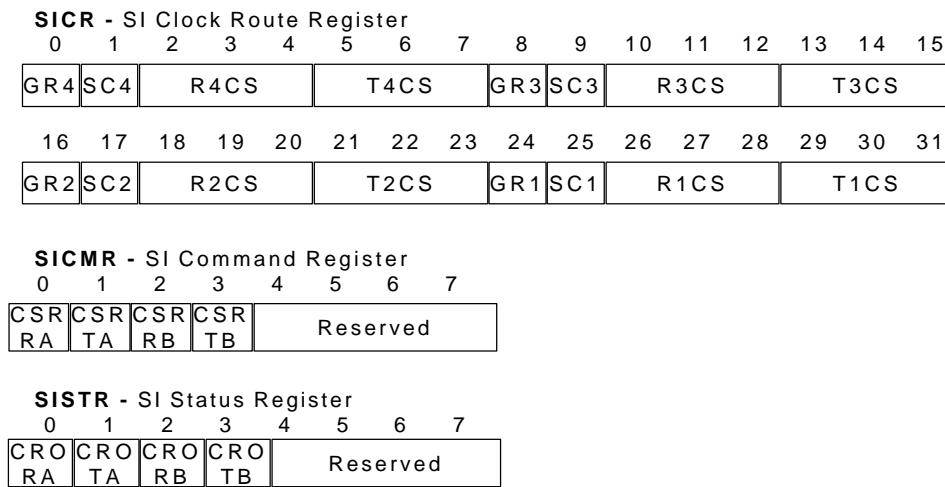 SICR - SI Clock Route Register
0 1 2 3 4 5 6 7 8 9 10 11 12 13 14 15
GR4 SC4 R4CS T4CS GR3 SC3 R3CS T3CS
16 17 18 19 20 21 22 23 24 25 26 27 28 29 30 31
GR2 SC2 R2CS T2CS GR1 SC1 R1CS T1CS
SICMR - SI Command Register
0 1 2 3 4 5 6 7
CSR CSR CSR CSR Reserved
RA TA RB TB
SISTR - SI Status Register
0 1 2 3 4 5 6 7
CRO CRO CRO CRO Reserved
RA TA RB TB